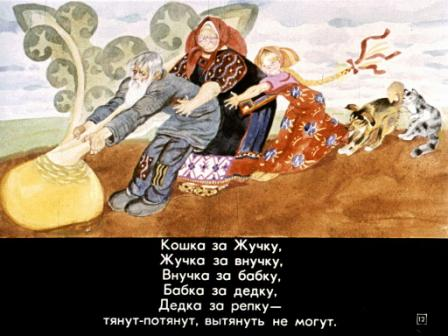 Кошка за Жучку,
Жучка за внучку,
Внучка за бабку,
Бабка за дедку,
Дедка за репку—
тянут-потянут, вытянуть не могут.
12